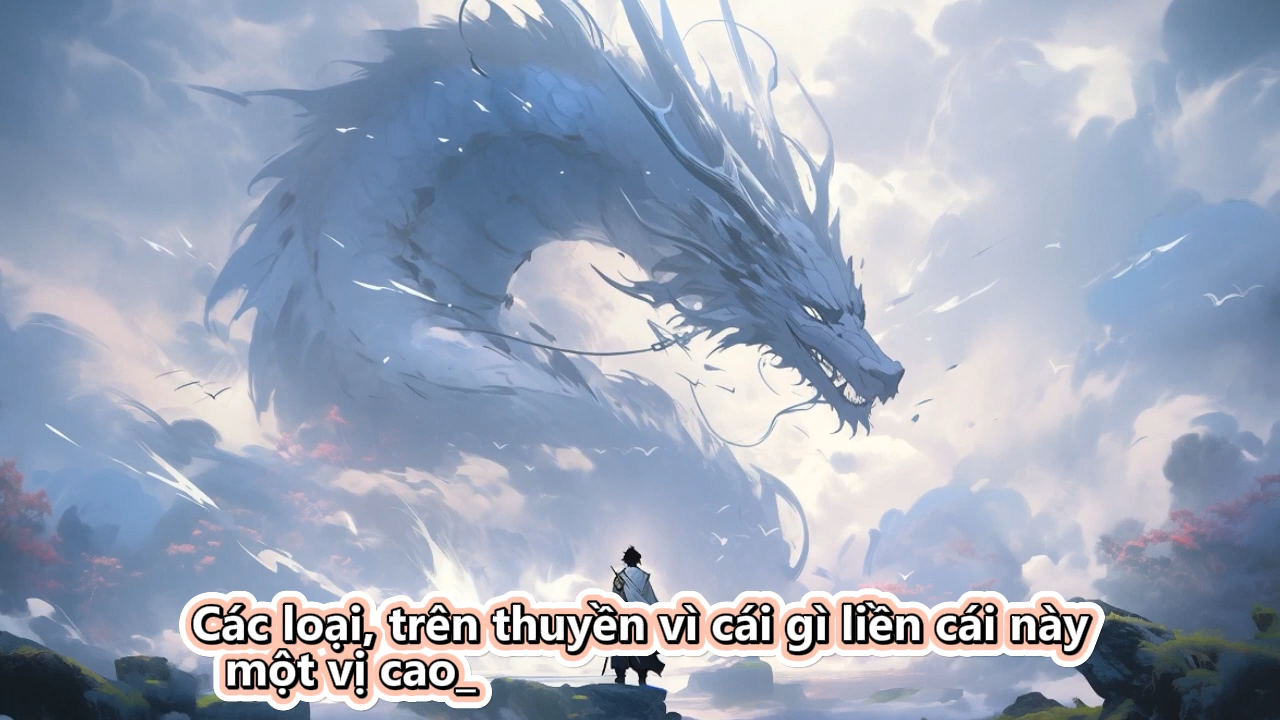 Các loại, trên thuyền vì cái gì liền cái này
một vị cao_